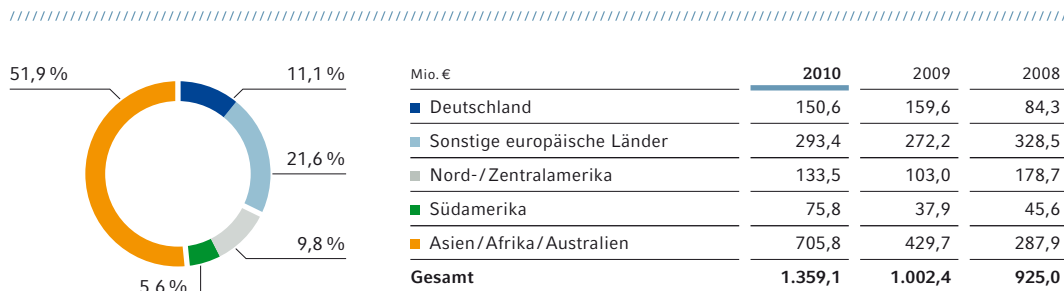 51,9 %
11,1 %
21,6 %
9,8 %
5,6 %
Mio. € 2010 2009 2008
Deutschland 150,6 159,6 84,3
Sonstige europäische Länder 293,4 272,2 328,5
Nord-/Zentralamerika 133,5 103,0 178,7
Südamerika 75,8 37,9 45,6
Asien/Afrika/Australien 705,8 429,7 287,9
Gesamt 1.359,1 1.002,4 925,0